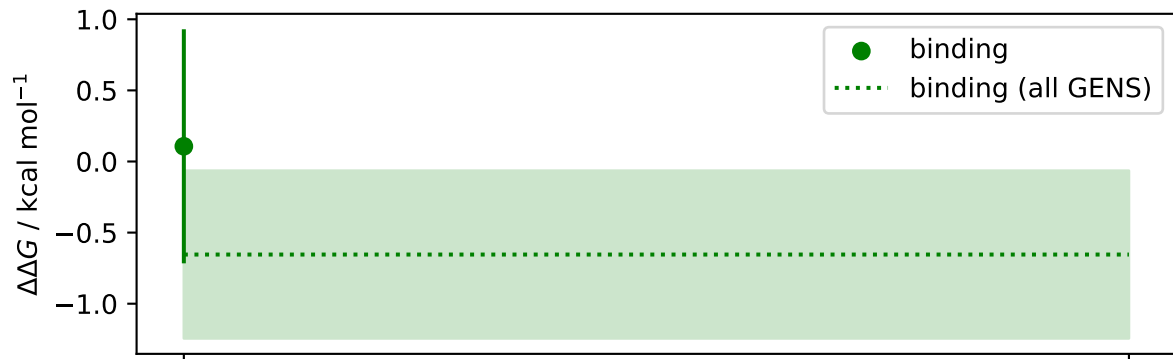 1.0
0.5
0.0
−0.5
−1.0
ΔΔG / kcal mol⁻¹
binding
binding (all GENS)